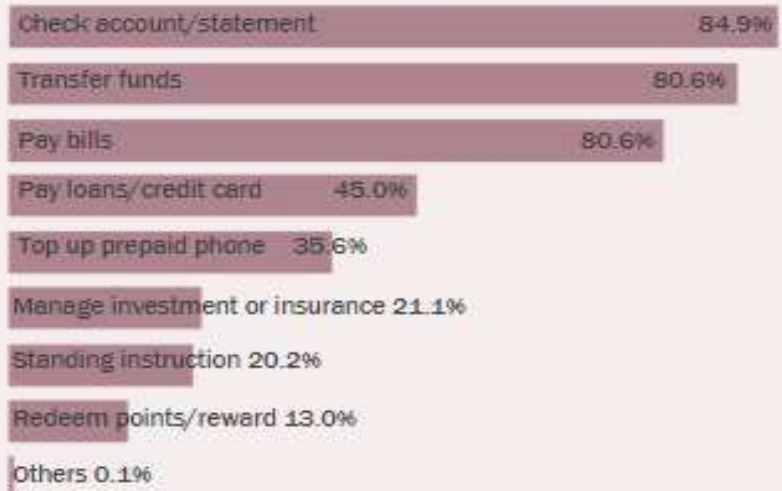 Check account/statement 84.9%
Transfer funds 80.6%
Pay bills 80.6%
Pay loans/credit card 45.0%
Top up prepaid phone 35.6%
Manage investment or insurance 21.1%
Standing instruction 20.2%
Redeem points/reward 13.0%
Others 0.1%